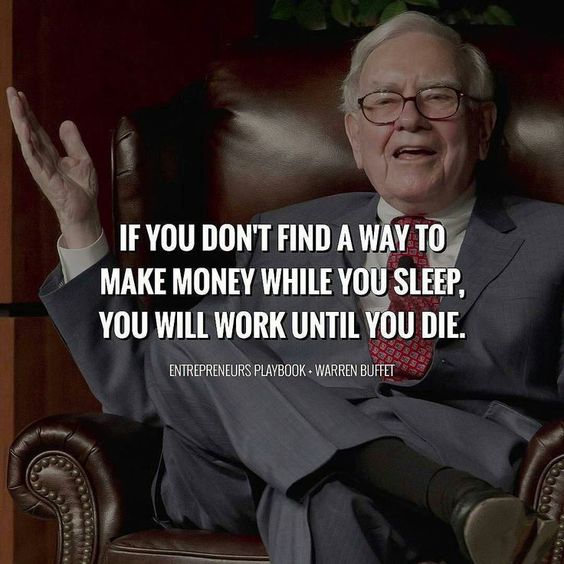 IF YOU DON'T FIND A WAY TO
MAKE MONEY WHILE YOU SLEEP,
YOU WILL WORK UNTIL YOU DIE.
ENTREPRENEURS PLAYBOOK • WARREN BUFFET